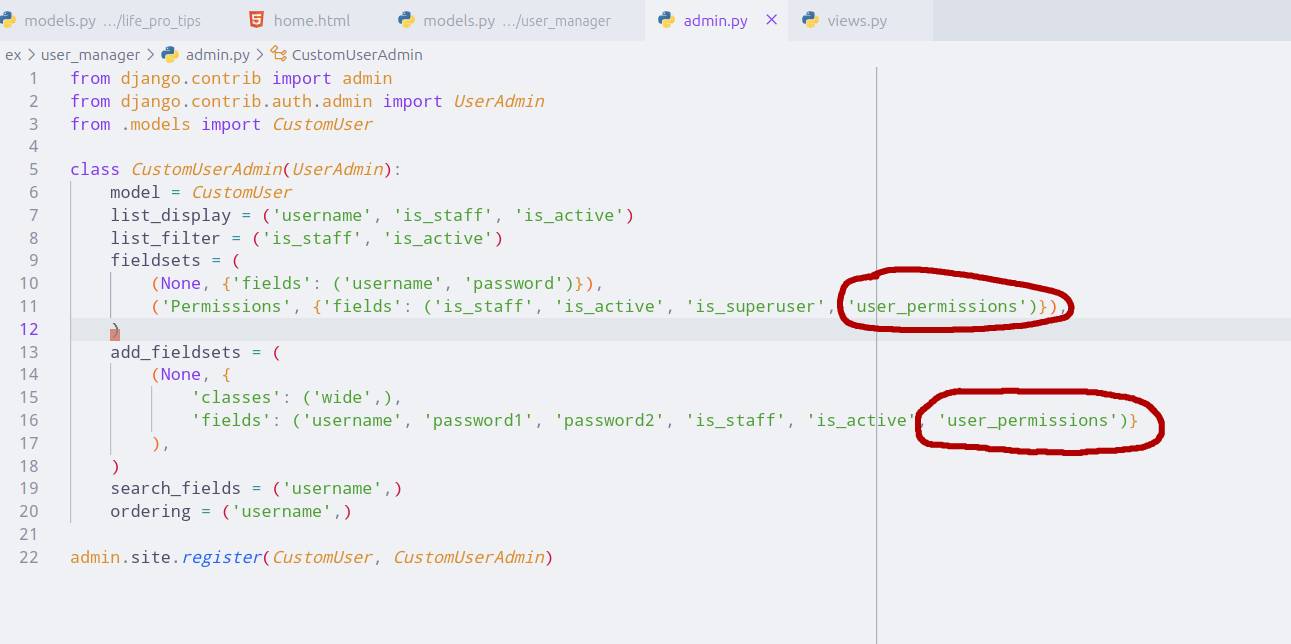 models.py .../life_pro_tips home.html models.py .../user_manager admin.py views.py
ex > user_manager > admin.py > CustomUserAdmin
1 from django.contrib import admin
2 from django.contrib.auth.admin import UserAdmin
3 from .models import CustomUser
4
5 class CustomUserAdmin(UserAdmin):
6 model = CustomUser
7 list_display = ('username', 'is_staff', 'is_active')
8 list_filter = ('is_staff', 'is_active')
9 fieldsets = (
10 (None, {'fields': ('username', 'password')}),
11 ('Permissions', {'fields': ('is_staff', 'is_active', 'is_superuser', 'user_permissions')}),
12 )
13 add_fieldsets = (
14 (None, {
15 'classes': ('wide',),
16 'fields': ('username', 'password1', 'password2', 'is_staff', 'is_active', 'user_permissions')}
17 ),
18 )
19 search_fields = ('username',)
20 ordering = ('username',)
21
22 admin.site.register(CustomUser, CustomUserAdmin)